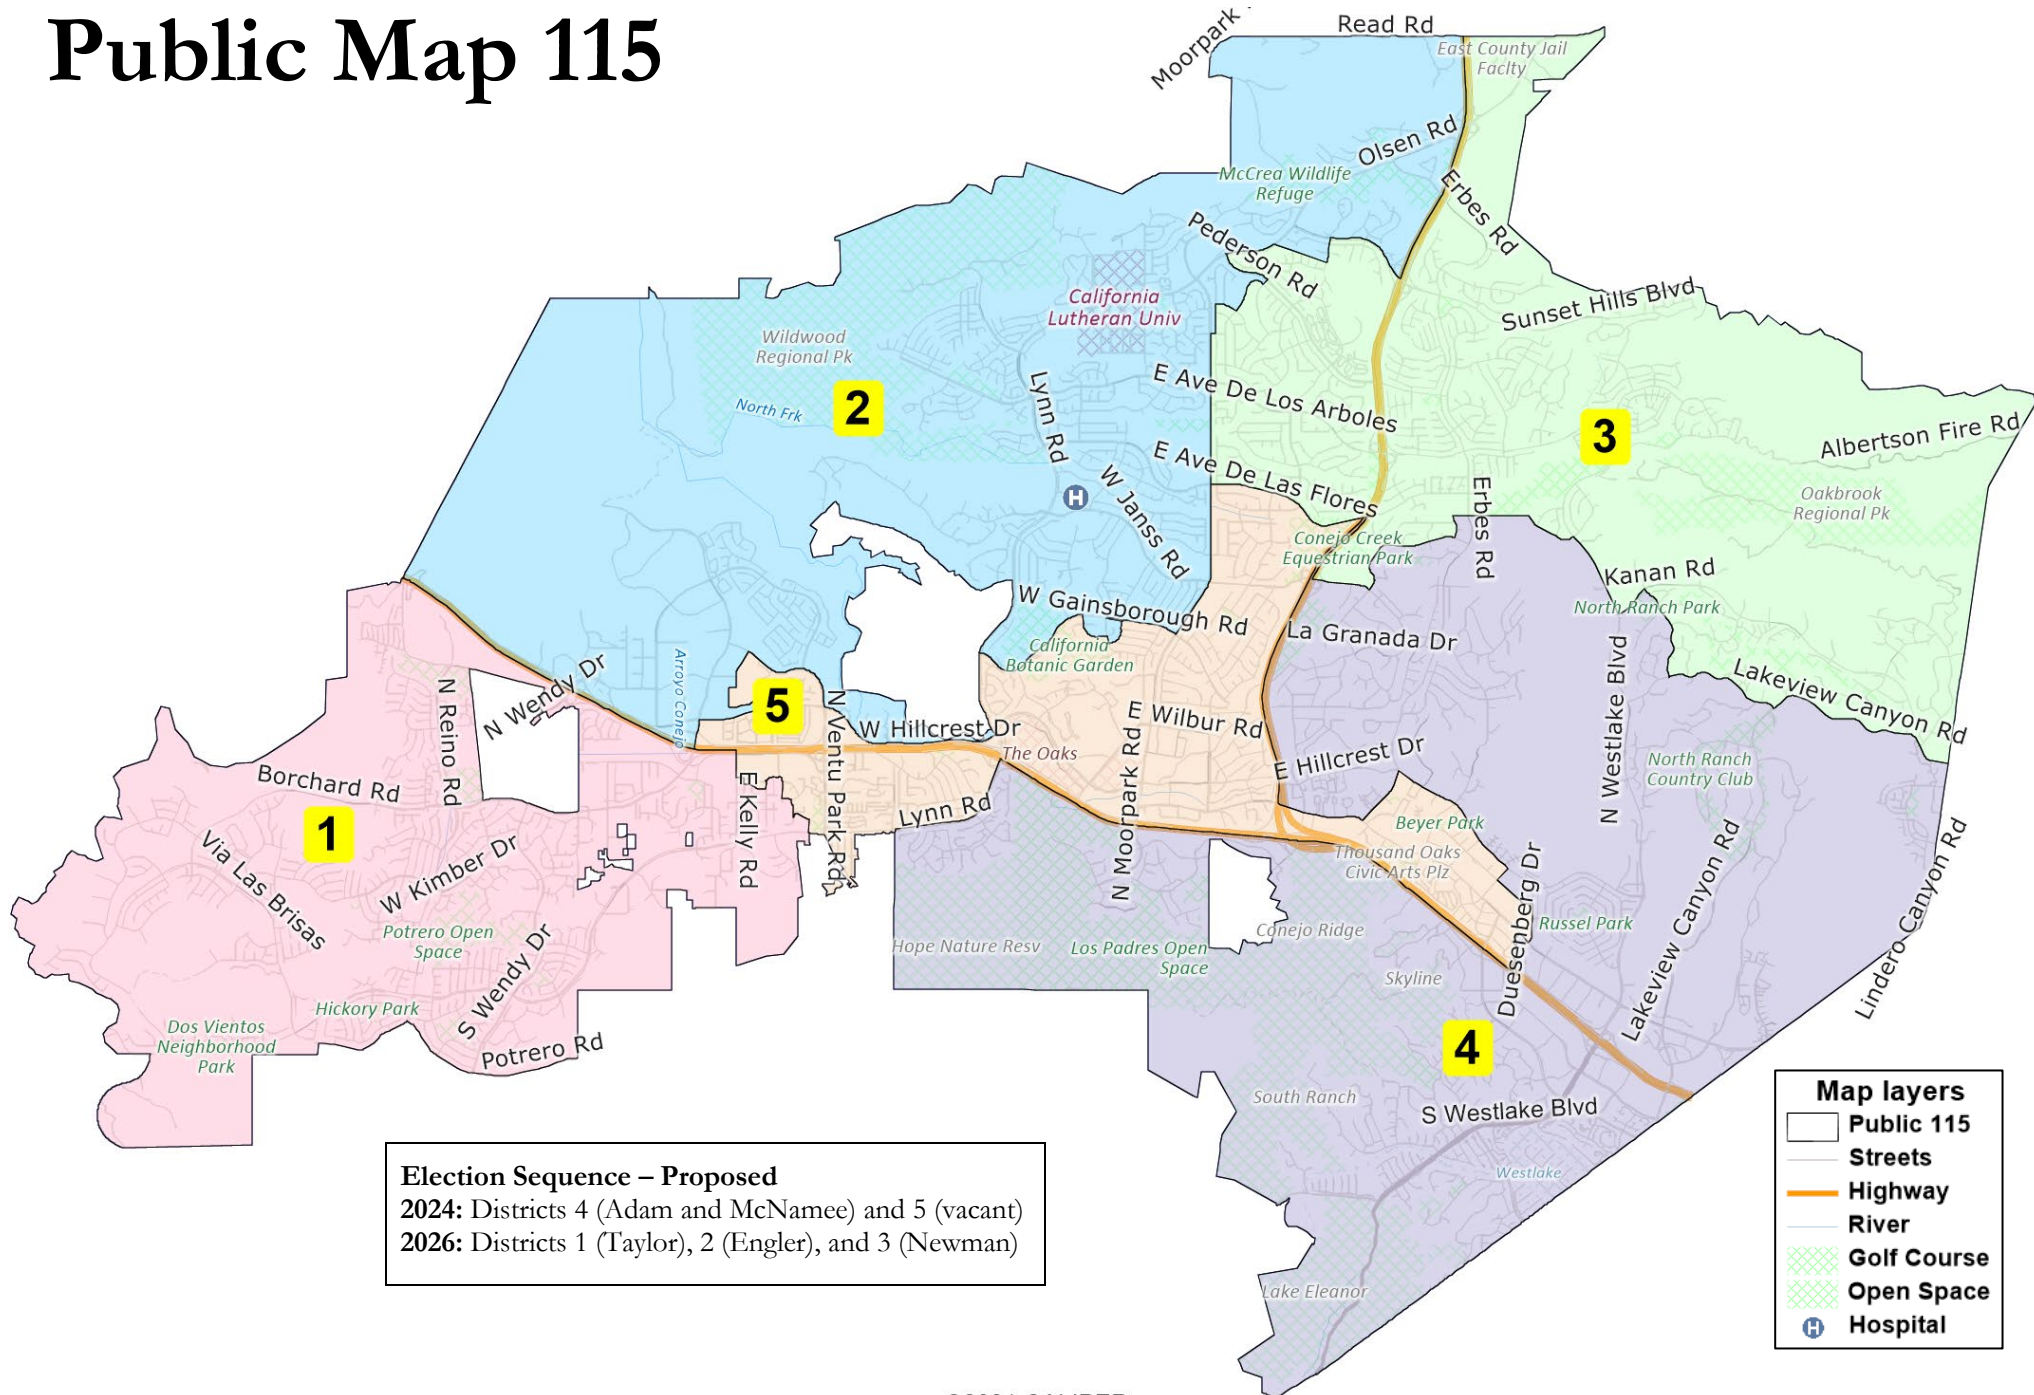 Public Map 115
Moorpark
Read Rd
East County Jail
Faclty
Olsen Rd
McCrea Wildlife
Refuge
Erbes Rd
Pederson Rd
California
Lutheran Univ
Sunset Hills Blvd
Wildwood
Regional Pk
North Frk
2
Lynn Rd
E Ave De Los Arboles
3
Albertson Fire Rd
E Ave De Las Flores
H
W Janss Rd
Erbes Rd
Oakbrook
Regional Pk
Conejo Creek
Equestrian Park
Kanan Rd
North Ranch Park
W Gainsborough Rd
La Granada Dr
California
Botanic Garden
N Westlake Blvd
Lakeview Canyon Rd
N Wendy Dr
Arroyo Conejo
N Reino Rd
5
N Ventu Park Rd
W Hillcrest Dr
The Oaks
E Wilbur Rd
E Hillcrest Dr
North Ranch
Country Club
Borchard Rd
1
E Kelly Rd
Lynn Rd
N Moorpark Rd
Beyer Park
Thousand Oaks
Civic Arts Plz
Via Las Brisas
W Kimber Dr
Duesenberg Dr
Russel Park
Lakeview Canyon Rd
Lindero Canyon Rd
Potrero Open
Space
S Wendy Dr
Hope Nature Resv
Los Padres Open
Space
Conejo Ridge
Skyline
Hickory Park
Dos Vientos
Neighborhood
Park
Potrero Rd
4
South Ranch
S Westlake Blvd
Westlake
Lake Eleanor
Election Sequence – Proposed
2024: Districts 4 (Adam and McNamee) and 5 (vacant)
2026: Districts 1 (Taylor), 2 (Engler), and 3 (Newman)
Map layers
Public 115
Streets
Highway
River
Golf Course
Open Space
H Hospital